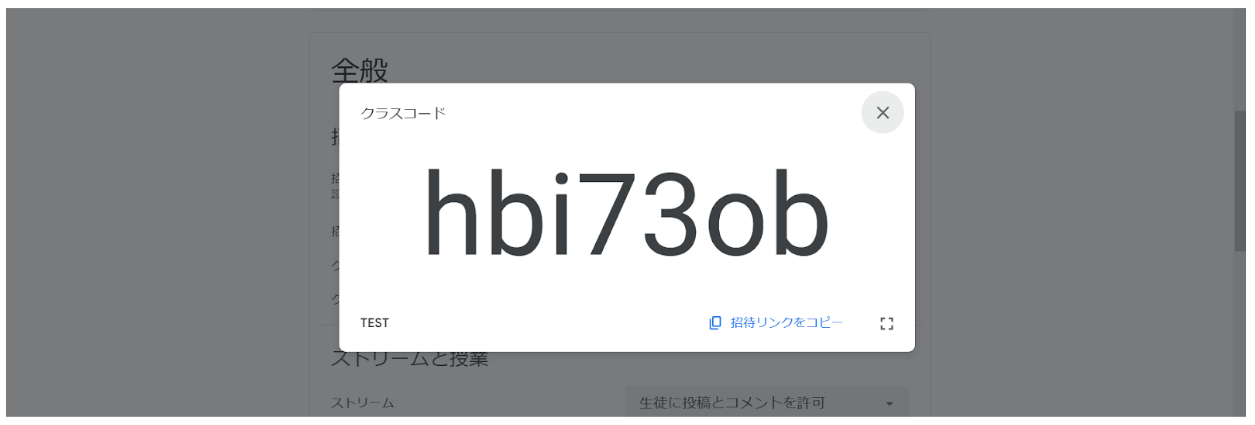 全般
クラスコード
hbi73ob
TEST
招待リンクをコピー
ストリームと授業
ストリーム
生徒に投稿とコメントを許可